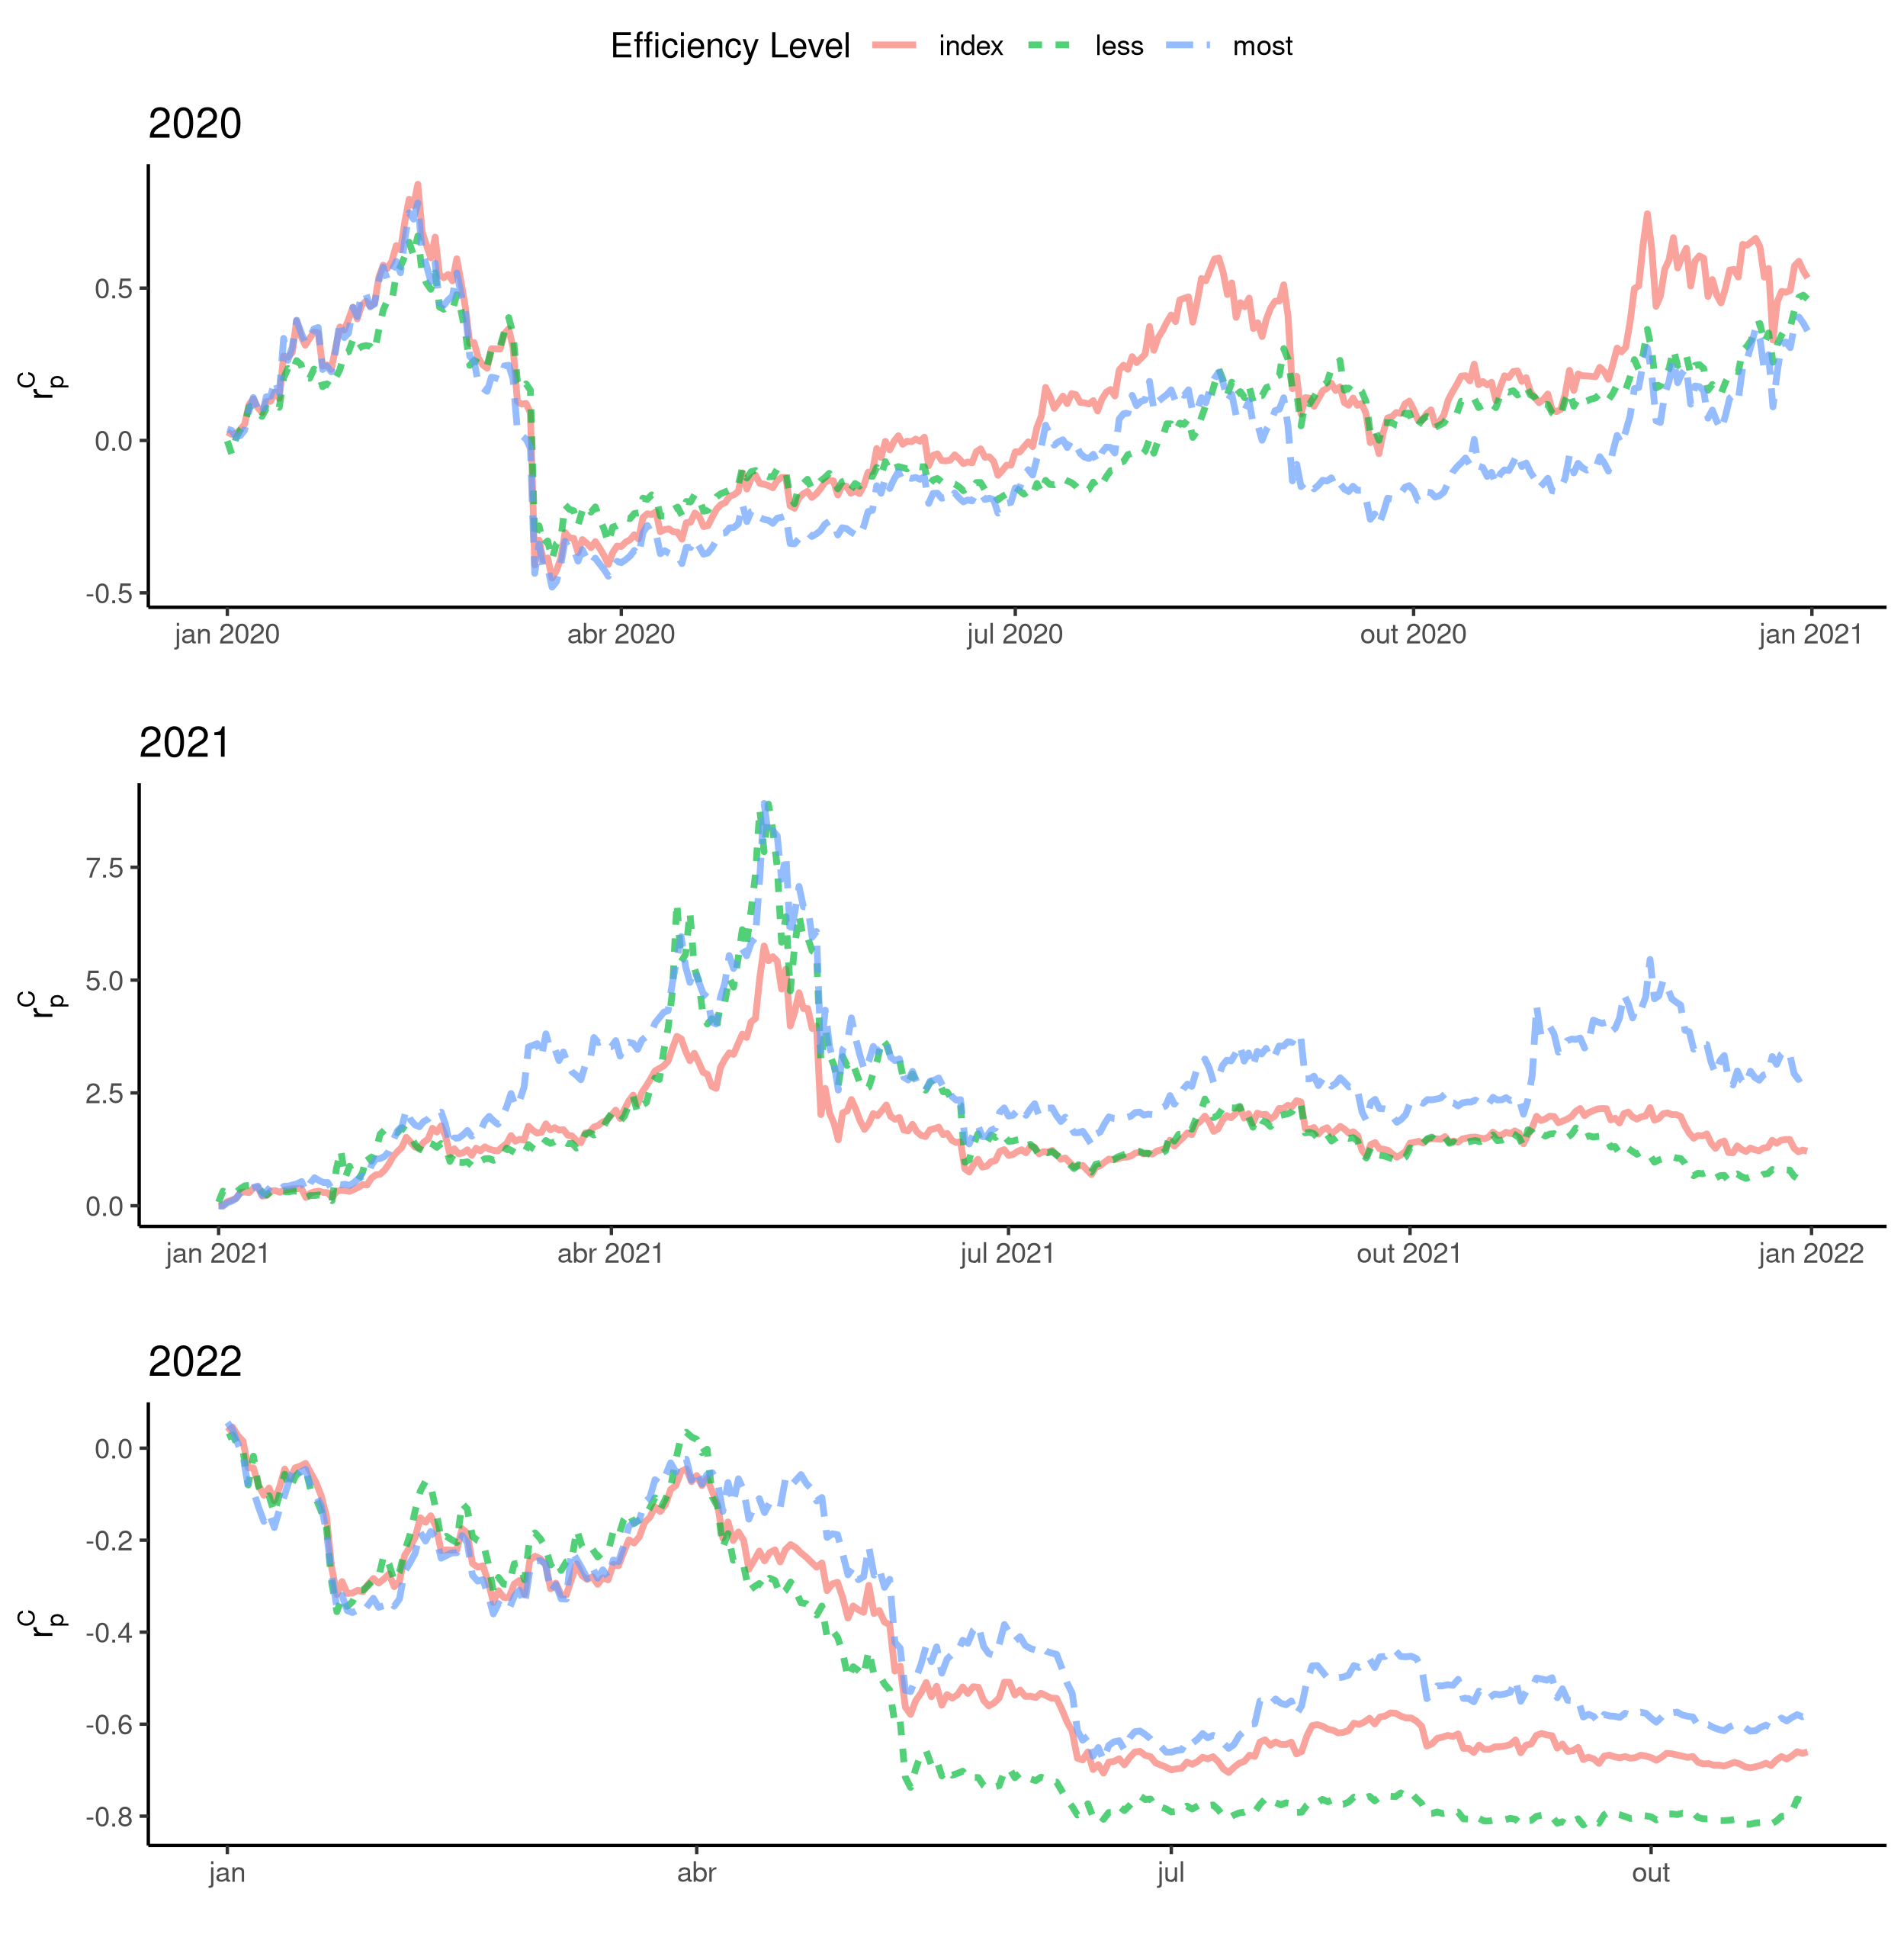 Efficiency Level index less most
2020
0.5
0.0
-0.5
r_p^C
jan 2020 abr 2020 jul 2020 out 2020 jan 2021
2021
7.5
5.0
2.5
0.0
r_p^C
jan 2021 abr 2021 jul 2021 out 2021 jan 2022
2022
0.0
-0.2
-0.4
-0.6
-0.8
r_p^C
jan abr jul out